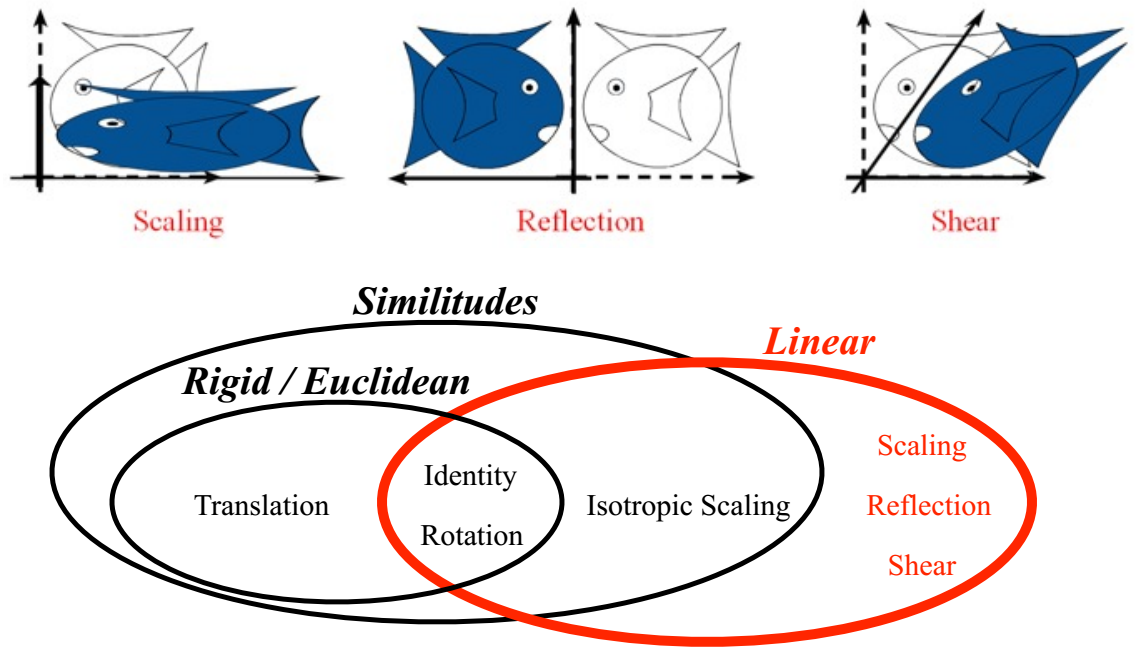 Scaling
Reflection
Shear
Similitudes
Linear
Rigid / Euclidean
Scaling
Identity
Translation
Isotropic Scaling
Reflection
Rotation
Shear